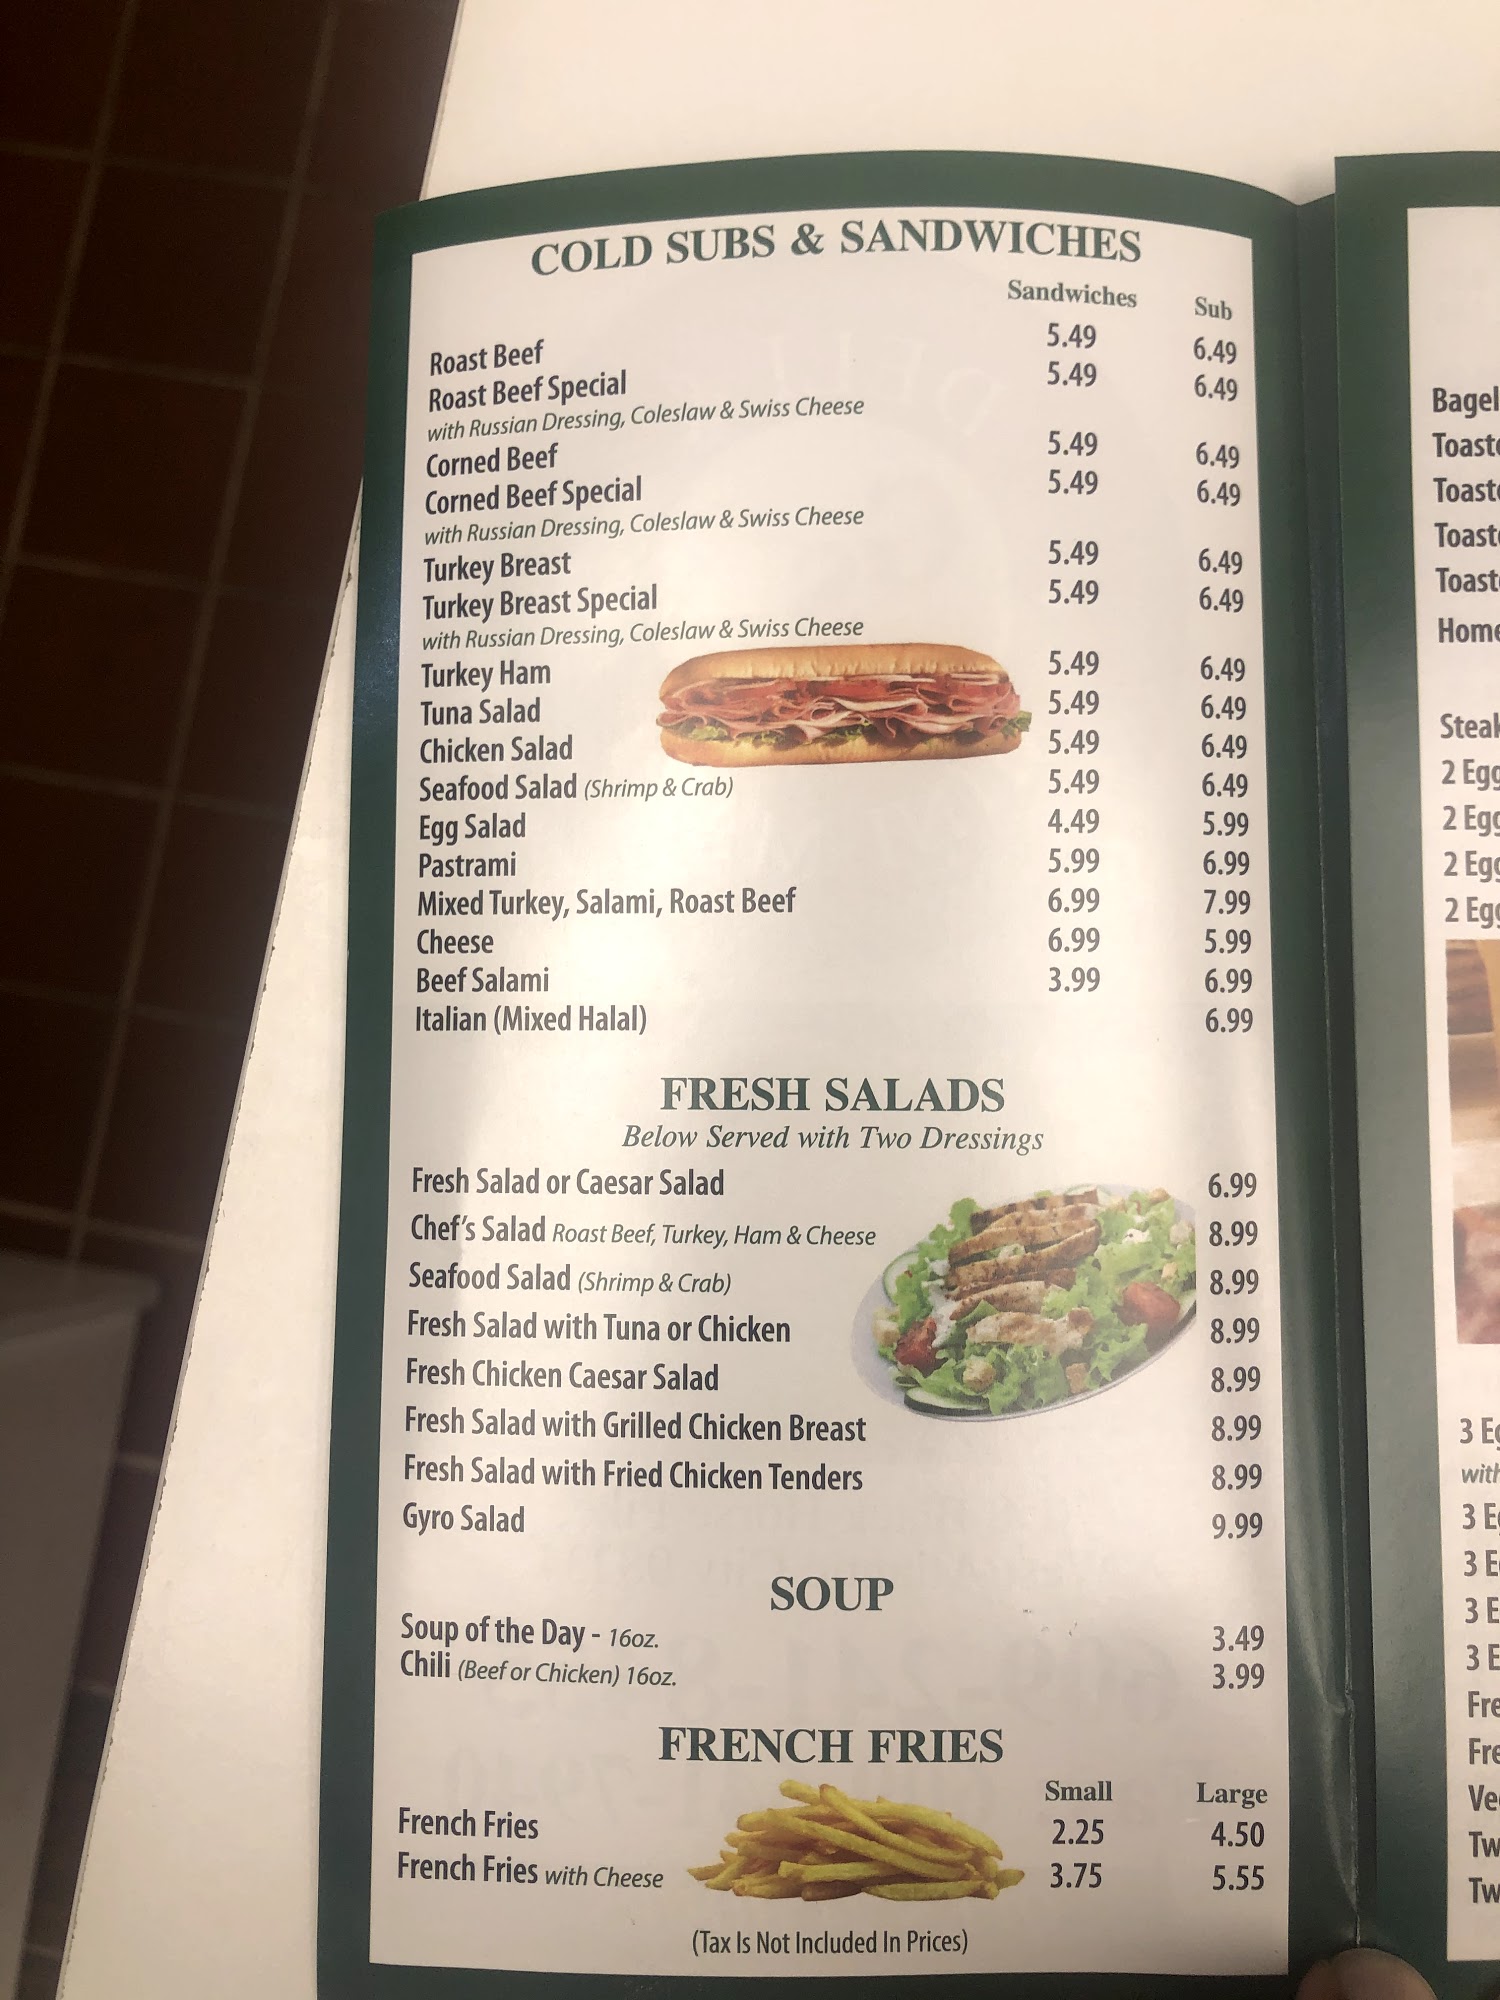 COLD SUBS & SANDWICHES
Sandwiches Sub
Roast Beef 5.49 6.49
Roast Beef Special 5.49 6.49
with Russian Dressing, Coleslaw & Swiss Cheese
Corned Beef 5.49 6.49
Corned Beef Special 5.49 6.49
with Russian Dressing, Coleslaw & Swiss Cheese
Turkey Breast 5.49 6.49
Turkey Breast Special 5.49 6.49
with Russian Dressing, Coleslaw & Swiss Cheese
Turkey Ham 5.49 6.49
Tuna Salad 5.49 6.49
Chicken Salad 5.49 6.49
Seafood Salad (Shrimp & Crab) 5.49 6.49
Egg Salad 4.49 5.99
Pastrami 5.99 6.99
Mixed Turkey, Salami, Roast Beef 6.99 7.99
Cheese 6.99 5.99
Beef Salami 3.99 6.99
Italian (Mixed Halal) 6.99
FRESH SALADS
Below Served with Two Dressings
Fresh Salad or Caesar Salad 6.99
Chef's Salad Roast Beef, Turkey, Ham & Cheese 8.99
Seafood Salad (Shrimp & Crab) 8.99
Fresh Salad with Tuna or Chicken 8.99
Fresh Chicken Caesar Salad 8.99
Fresh Salad with Grilled Chicken Breast 8.99
Fresh Salad with Fried Chicken Tenders 8.99
Gyro Salad 9.99
SOUP
Soup of the Day - 16oz. 3.49
Chili (Beef or Chicken) 16oz. 3.99
FRENCH FRIES
Small Large
French Fries 2.25 4.50
French Fries with Cheese 3.75 5.55
(Tax Is Not Included In Prices)
Bagel
2
2
2
2
3
with
3
3
3
3